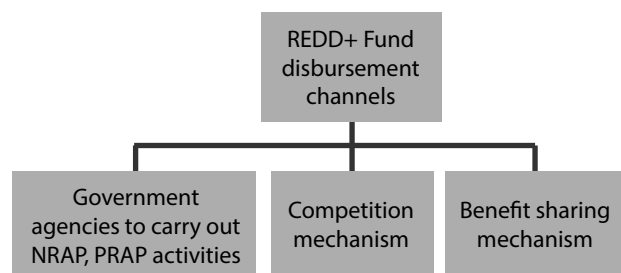 REDD+ Fund
disbursement
channels
Government
agencies to carry out
NRAP, PRAP activities
Competition
mechanism
Benefit sharing
mechanism